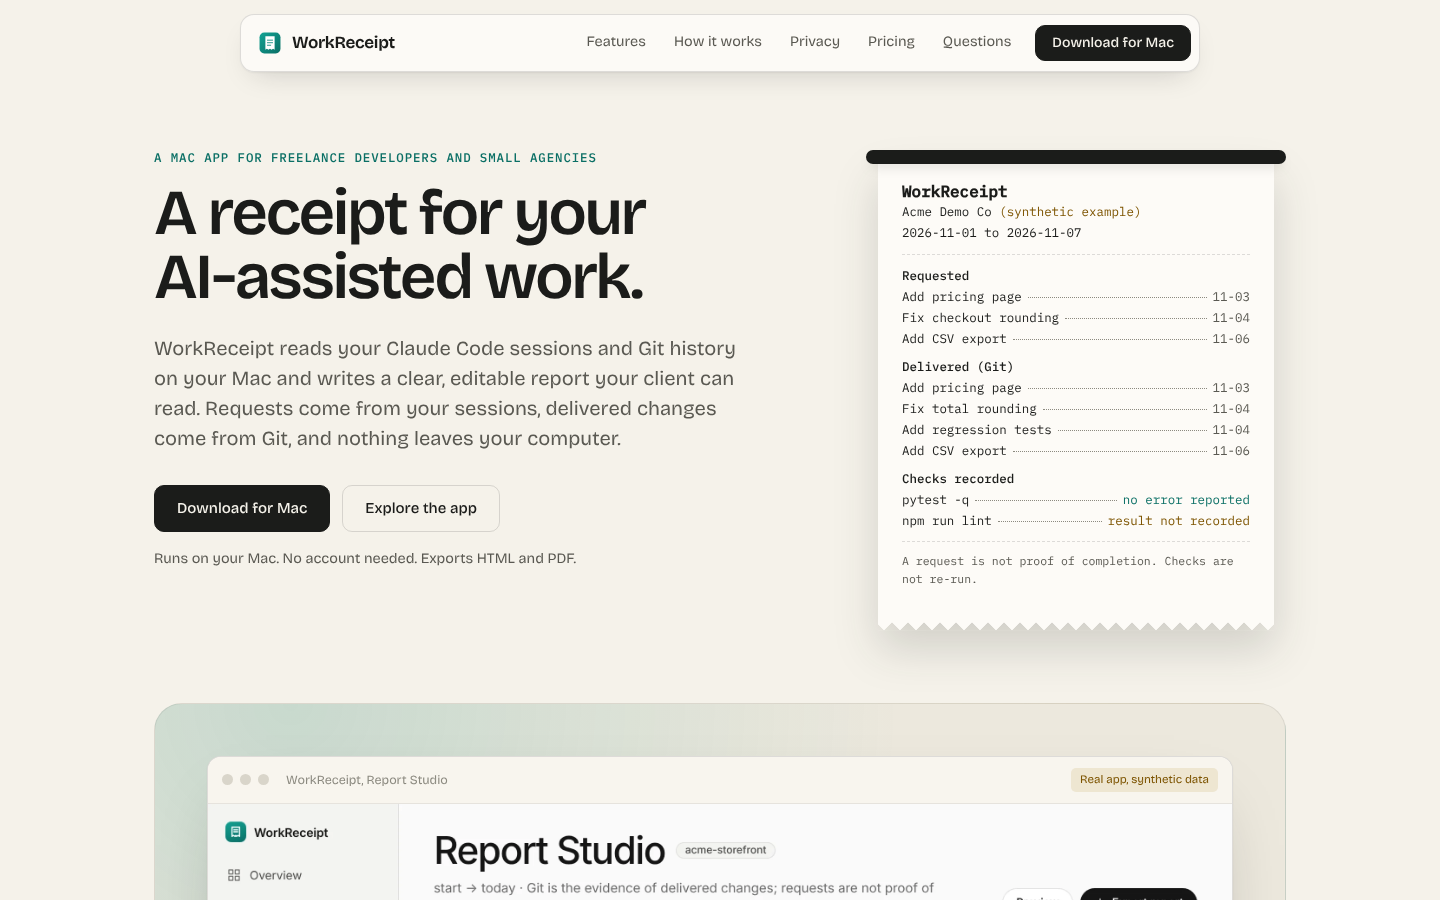 WorkReceipt
Features
How it works
Privacy
Pricing
Questions
Download for Mac
A MAC APP FOR FREELANCE DEVELOPERS AND SMALL AGENCIES
A receipt for your
AI-assisted work.
WorkReceipt reads your Claude Code sessions and Git history
on your Mac and writes a clear, editable report your client can
read. Requests come from your sessions, delivered changes
come from Git, and nothing leaves your computer.
Download for Mac
Explore the app
Runs on your Mac. No account needed. Exports HTML and PDF.
WorkReceipt
Acme Demo Co (synthetic example)
2026-11-01 to 2026-11-07
Requested
Add pricing page 11-03
Fix checkout rounding 11-04
Add CSV export 11-06
Delivered (Git)
Add pricing page 11-03
Fix total rounding 11-04
Add regression tests 11-04
Add CSV export 11-06
Checks recorded
pytest -q no error reported
npm run lint result not recorded
A request is not proof of completion. Checks are
not re-run.
WorkReceipt, Report Studio
Real app, synthetic data
WorkReceipt
Overview
Report Studio
acme-storefront
start → today · Git is the evidence of delivered changes; requests are not proof of